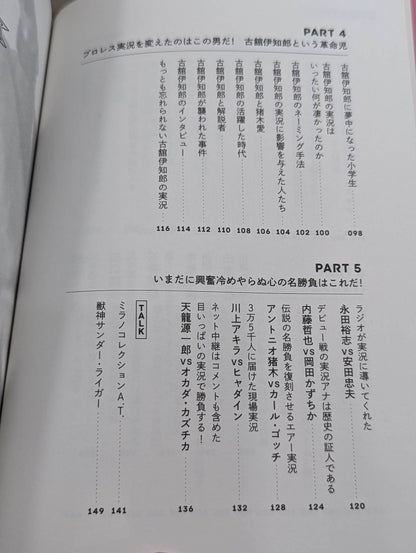 PART 4
プロレス実況を変えたのはこの男だ! 古舘伊知郎という革命児
古舘伊知郎に夢中になった小学生 098
古舘伊知郎の実況は
いったい何が凄かったのか 100
古舘伊知郎のネーミング手法 102
古舘伊知郎の実況に影響を与えた人たち 104
古舘伊知郎と猪木愛 106
古舘伊知郎の活躍した時代 108
古舘伊知郎と解説者 110
古舘伊知郎が襲われた事件 112
古舘伊知郎のインタビュー 114
もっとも忘れられない古舘伊知郎の実況 116
PART 5
いまだに興奮冷めやらぬ心の名勝負はこれだ!
ラジオが実況に導いてくれた
永田裕志vs安田忠夫 120
デビュー戦の実況アナは歴史の証人である
内藤哲也vs岡田かずちか 124
伝説の名勝負を復刻させるエアー実況
アントニオ猪木vsカール・ゴッチ 128
3万5千人に届けた現場実況
川上アキラvsヒャダイン 132
ネット中継はコメントも含めた
目いっぱいの実況で勝負する!
天龍源一郎vsオカダ・カズチカ 136
TALK
ミラノコレクションA.T. 141
獣神サンダー・ライガー 149